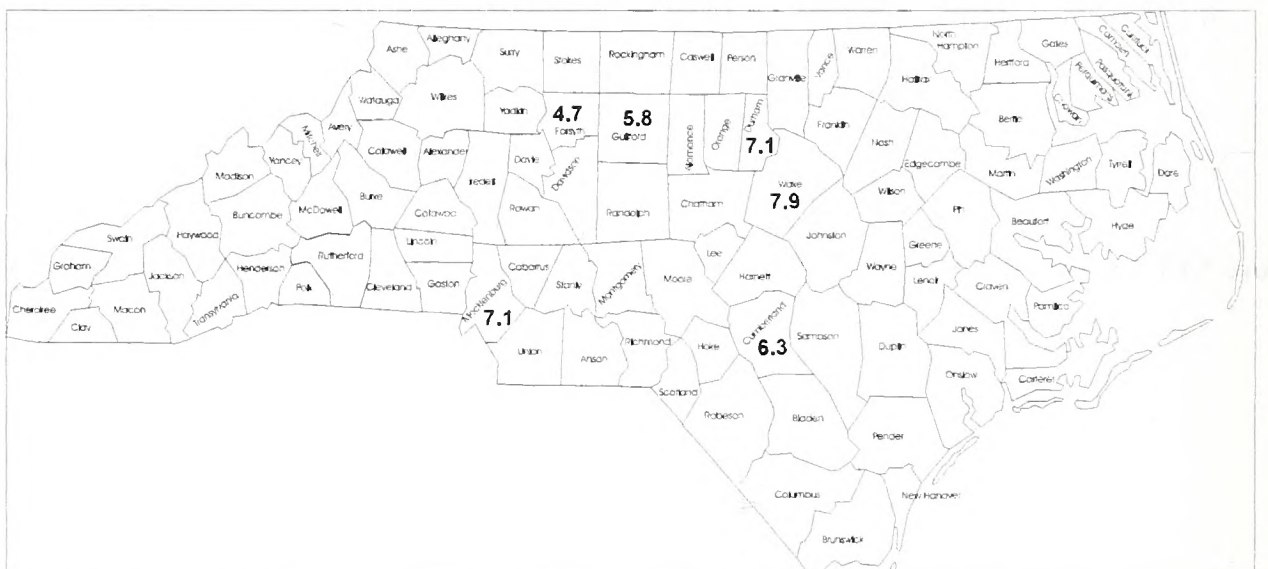 Ashe
Alleghany
Surry
Stokes
Rockingham
Caswell
Person
Granville
Vance
Warren
North
Hampton
Halifax
Hertford
Gates
Camden
Currituck
Pasquotank
Perquimans
Chowan
Bertie
Watauga
Wilkes
Yadkin
4.7
Forsyth
5.8
Guilford
Alamance
Orange
Durham
7.1
Franklin
Nash
Edgecombe
Martin
Washington
Tyrrell
Dare
Mitchell
Avery
Yancey
Madison
Caldwell
Alexander
Iredell
Davie
Davidson
Rowan
Randolph
Chatham
Wake
7.9
Wilson
Pitt
Beaufort
Hyde
Buncombe
McDowell
Burke
Catawba
Lincoln
Swain
Haywood
Graham
Jackson
Henderson
Rutherford
Polk
Cleveland
Gaston
Mecklenburg
7.1
Cabarrus
Stanly
Montgomery
Moore
Lee
Harnett
Johnston
Wayne
Greene
Lenoir
Craven
Pamlico
Cherokee
Clay
Macon
Transylvania
Union
Anson
Richmond
Hoke
Scotland
Cumberland
6.3
Sampson
Duplin
Jones
Onslow
Carteret
Robeson
Bladen
Pender
Columbus
New Hanover
Brunswick